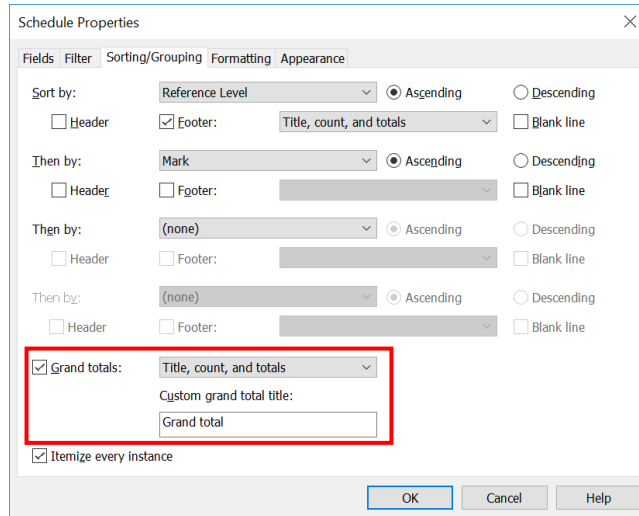 Schedule Properties
Fields Filter Sorting/Grouping Formatting Appearance
Sort by: Reference Level Ascending Descending
Header Footer: Title, count, and totals Blank line
Then by: Mark Ascending Descending
Header Footer: Blank line
Then by: (none) Ascending Descending
Header Footer: Blank line
Then by: (none) Ascending Descending
Header Footer: Blank line
Grand totals: Title, count, and totals
Custom grand total title:
Grand total
Itemize every instance
OK Cancel Help